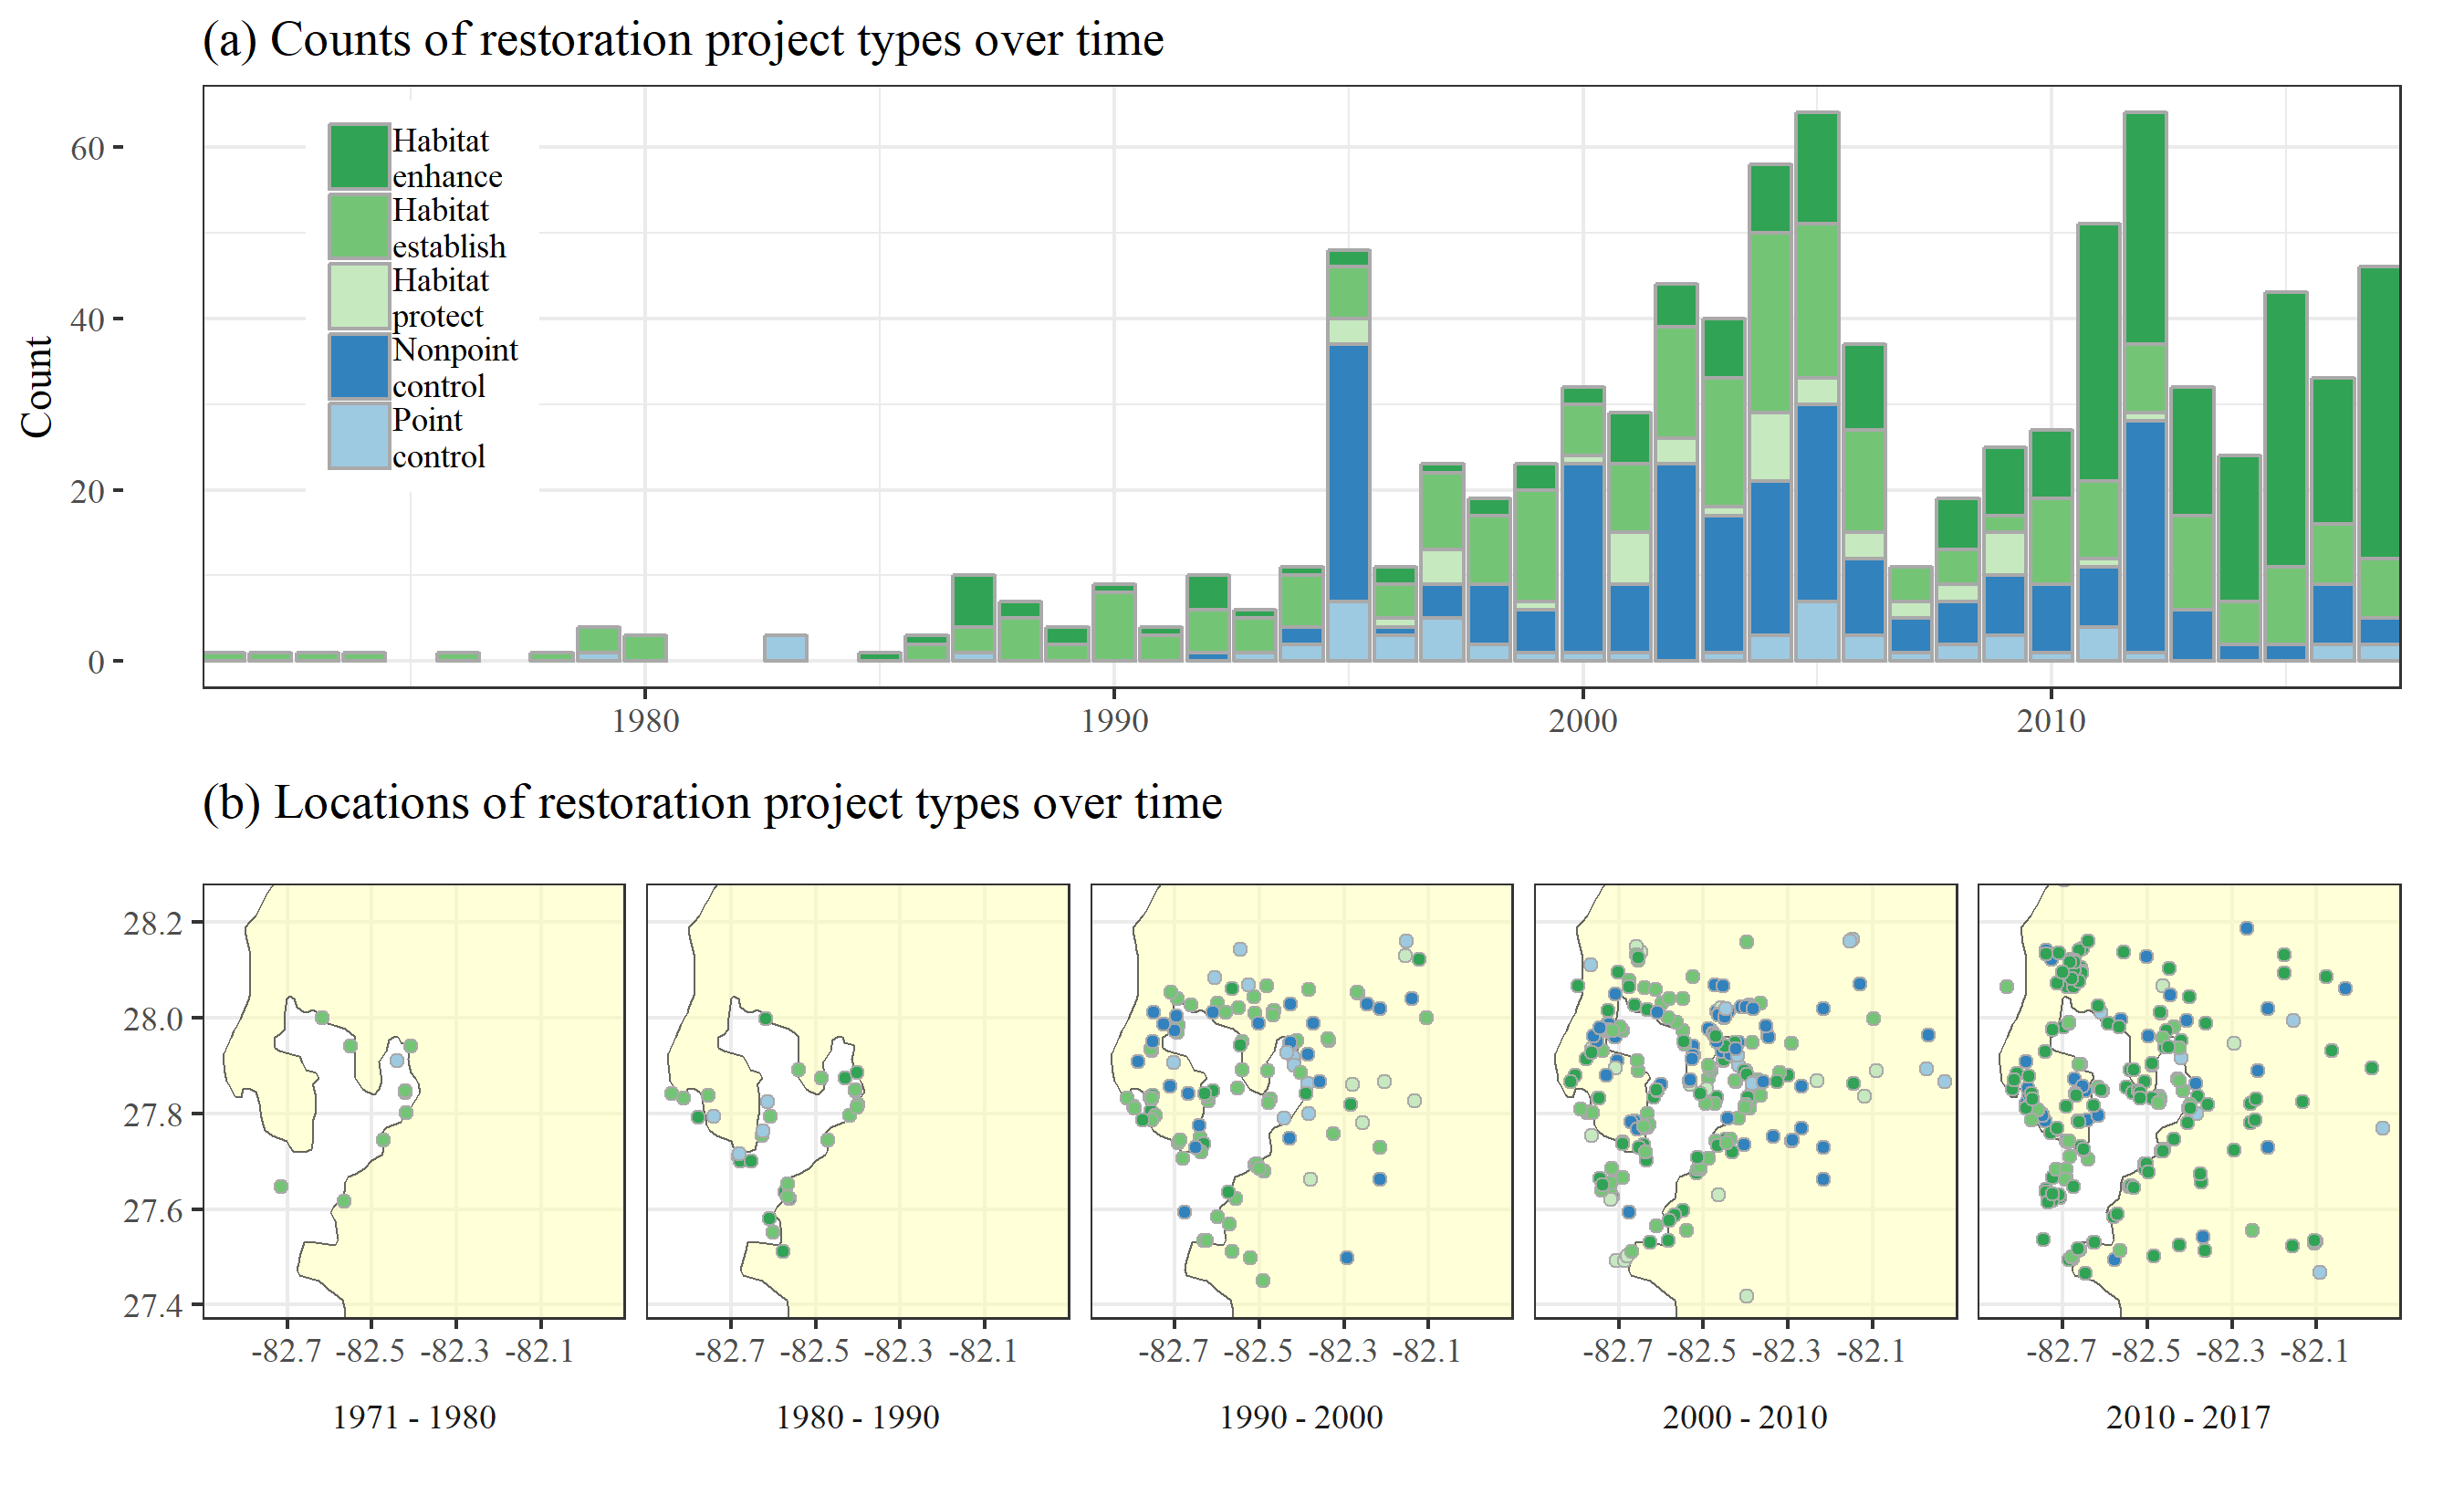 (a) Counts of restoration project types over time
Count
60
40
20
0
Habitat
enhance
Habitat
establish
Habitat
protect
Nonpoint
control
Point
control
1980 1990 2000 2010
(b) Locations of restoration project types over time
28.2
28.0
27.8
27.6
27.4
-82.7 -82.5 -82.3 -82.1 -82.7 -82.5 -82.3 -82.1 -82.7 -82.5 -82.3 -82.1 -82.7 -82.5 -82.3 -82.1 -82.7 -82.5 -82.3 -82.1
1971 - 1980 1980 - 1990 1990 - 2000 2000 - 2010 2010 - 2017